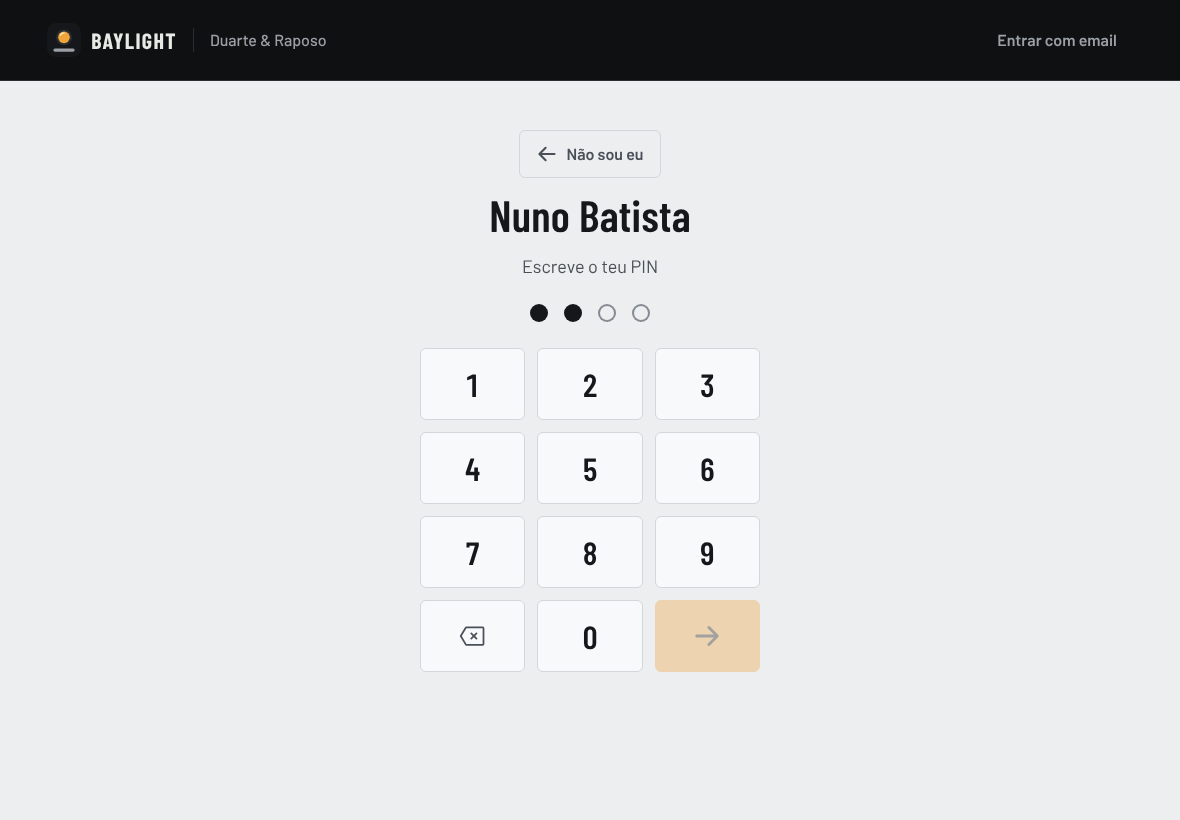 BAYLIGHT
Duarte & Raposo
Entrar com email
Não sou eu
Nuno Batista
Escreve o teu PIN
1 2 3
4 5 6
7 8 9
0